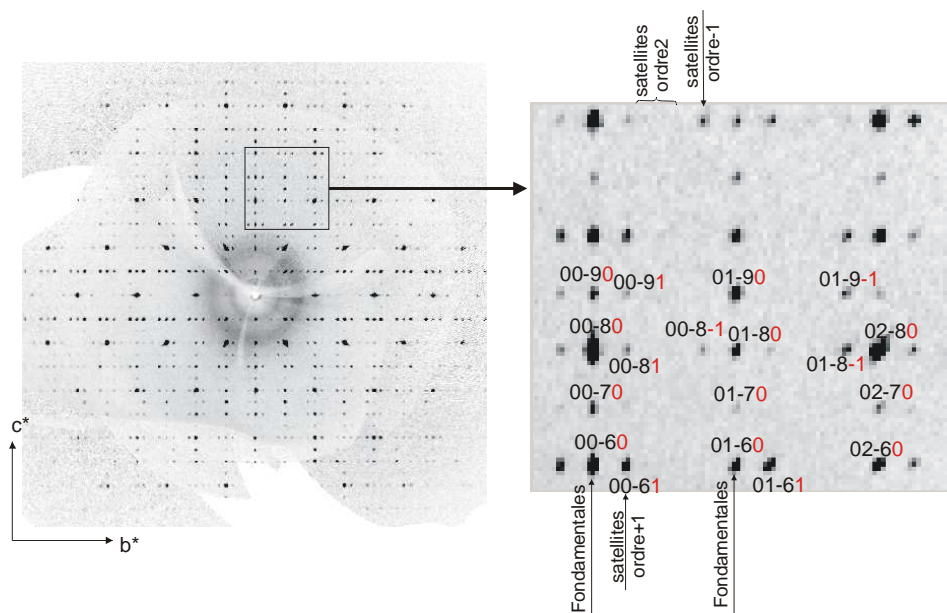 satellites
ordre2
satellites
ordre-1
00-90
00-91
01-90
01-9-1
00-80
00-8-1
01-80
02-80
00-81
01-8-1
00-70
01-70
02-70
00-60
01-60
02-60
00-61
01-61
c*
b*
Fondamentales
satellites
ordre+1
Fondamentales